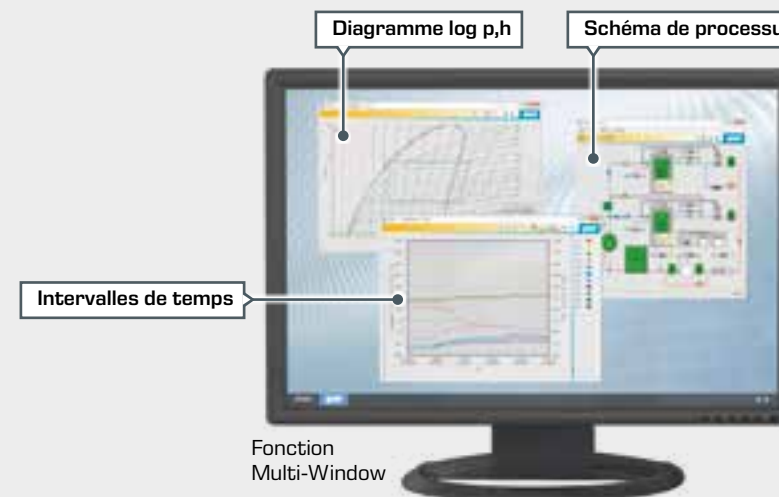 Diagramme log p,h
Schéma de processu
Intervalles de temps
Fonction
Multi-Window